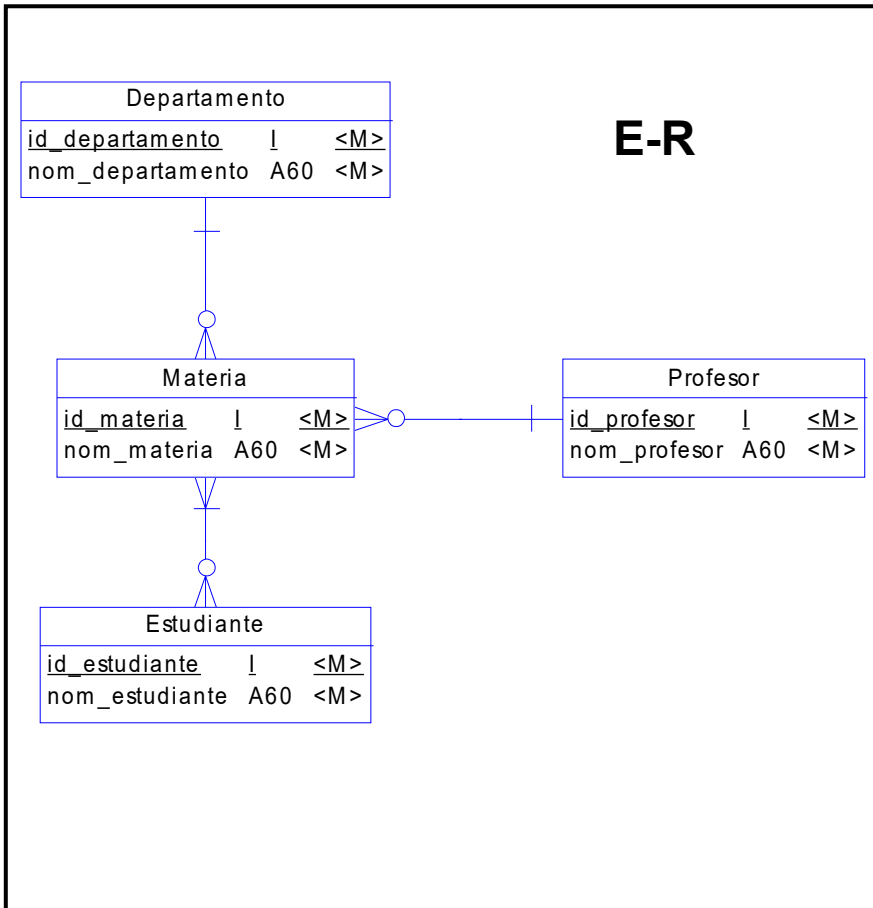 Departamento
id_departamento I <M>
nom_departamento A60 <M>
E-R
Materia
id_materia I <M>
nom_materia A60 <M>
Profesor
id_profesor I <M>
nom_profesor A60 <M>
Estudiante
id_estudiante I <M>
nom_estudiante A60 <M>